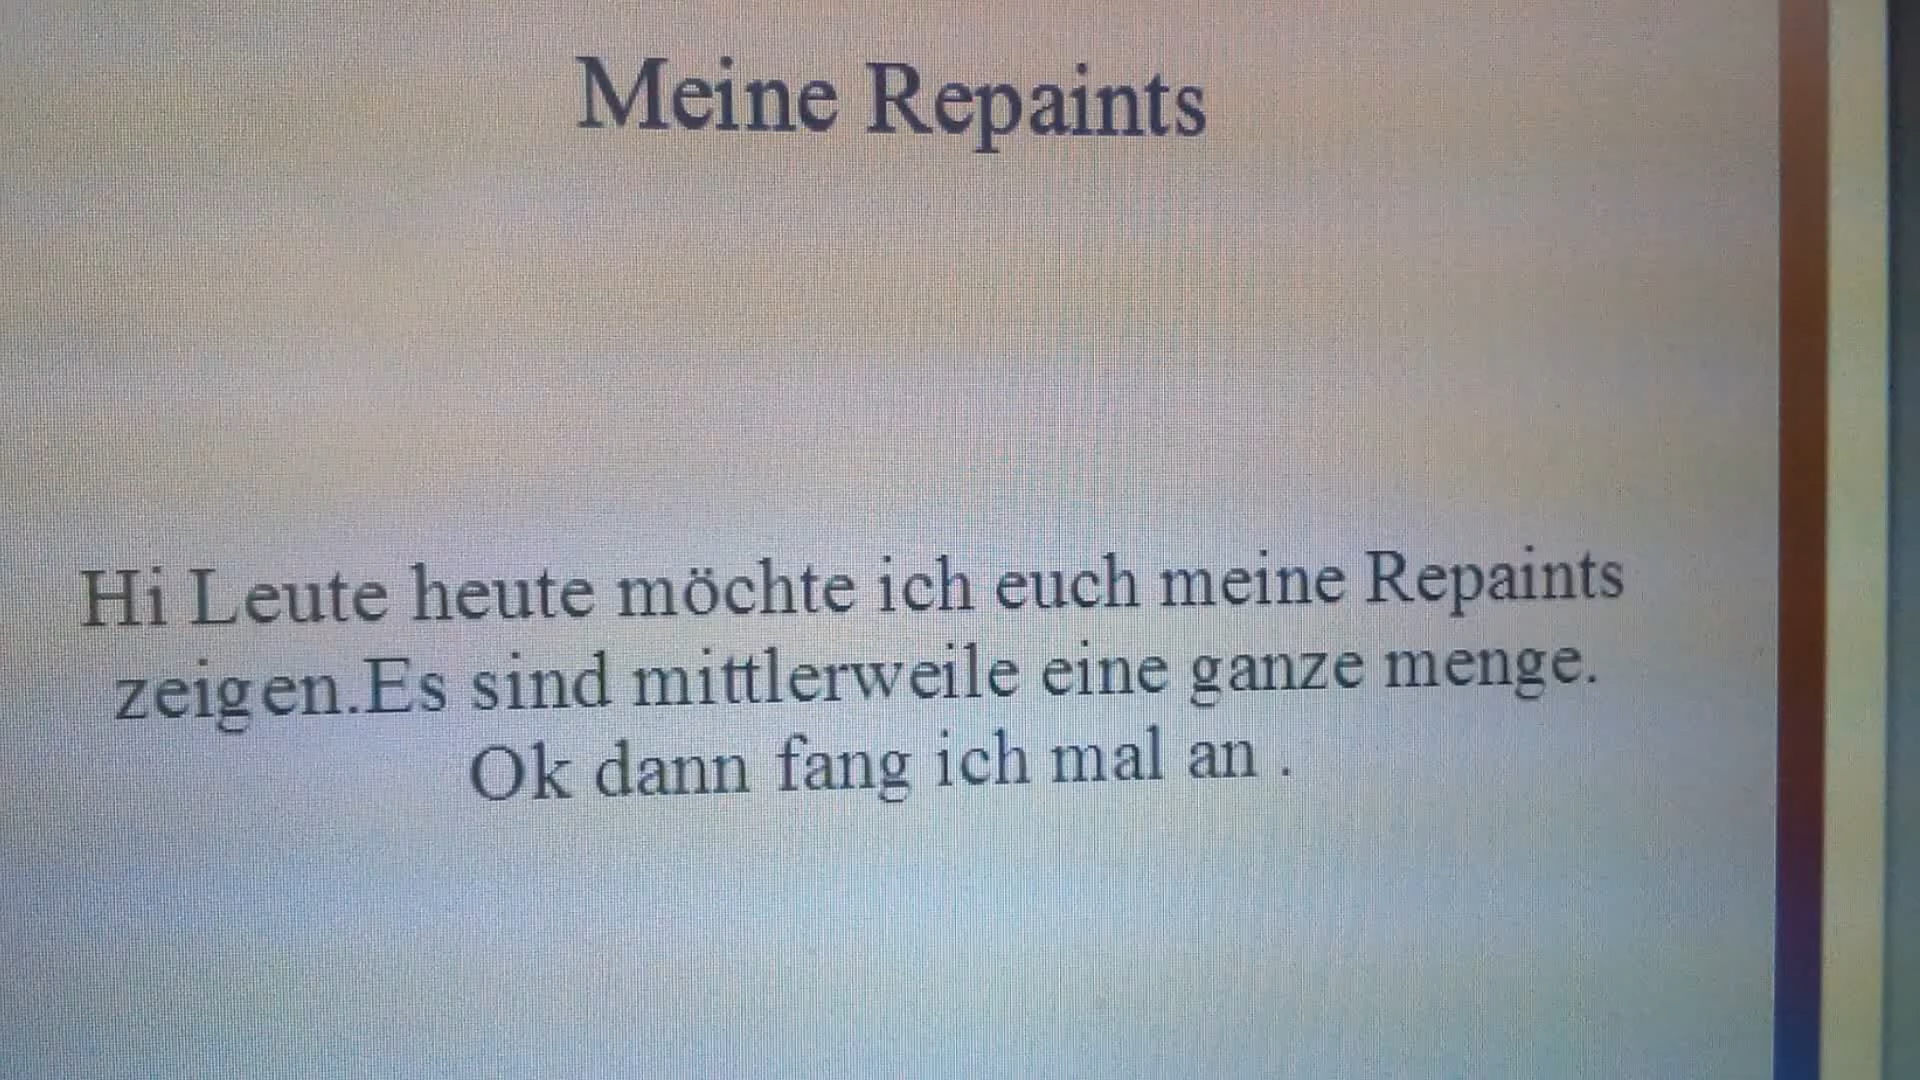 Meine Repaints
Hi Leute heute möchte ich euch meine Repaints
zeigen.Es sind mittlerweile eine ganze menge.
Ok dann fang ich mal an .